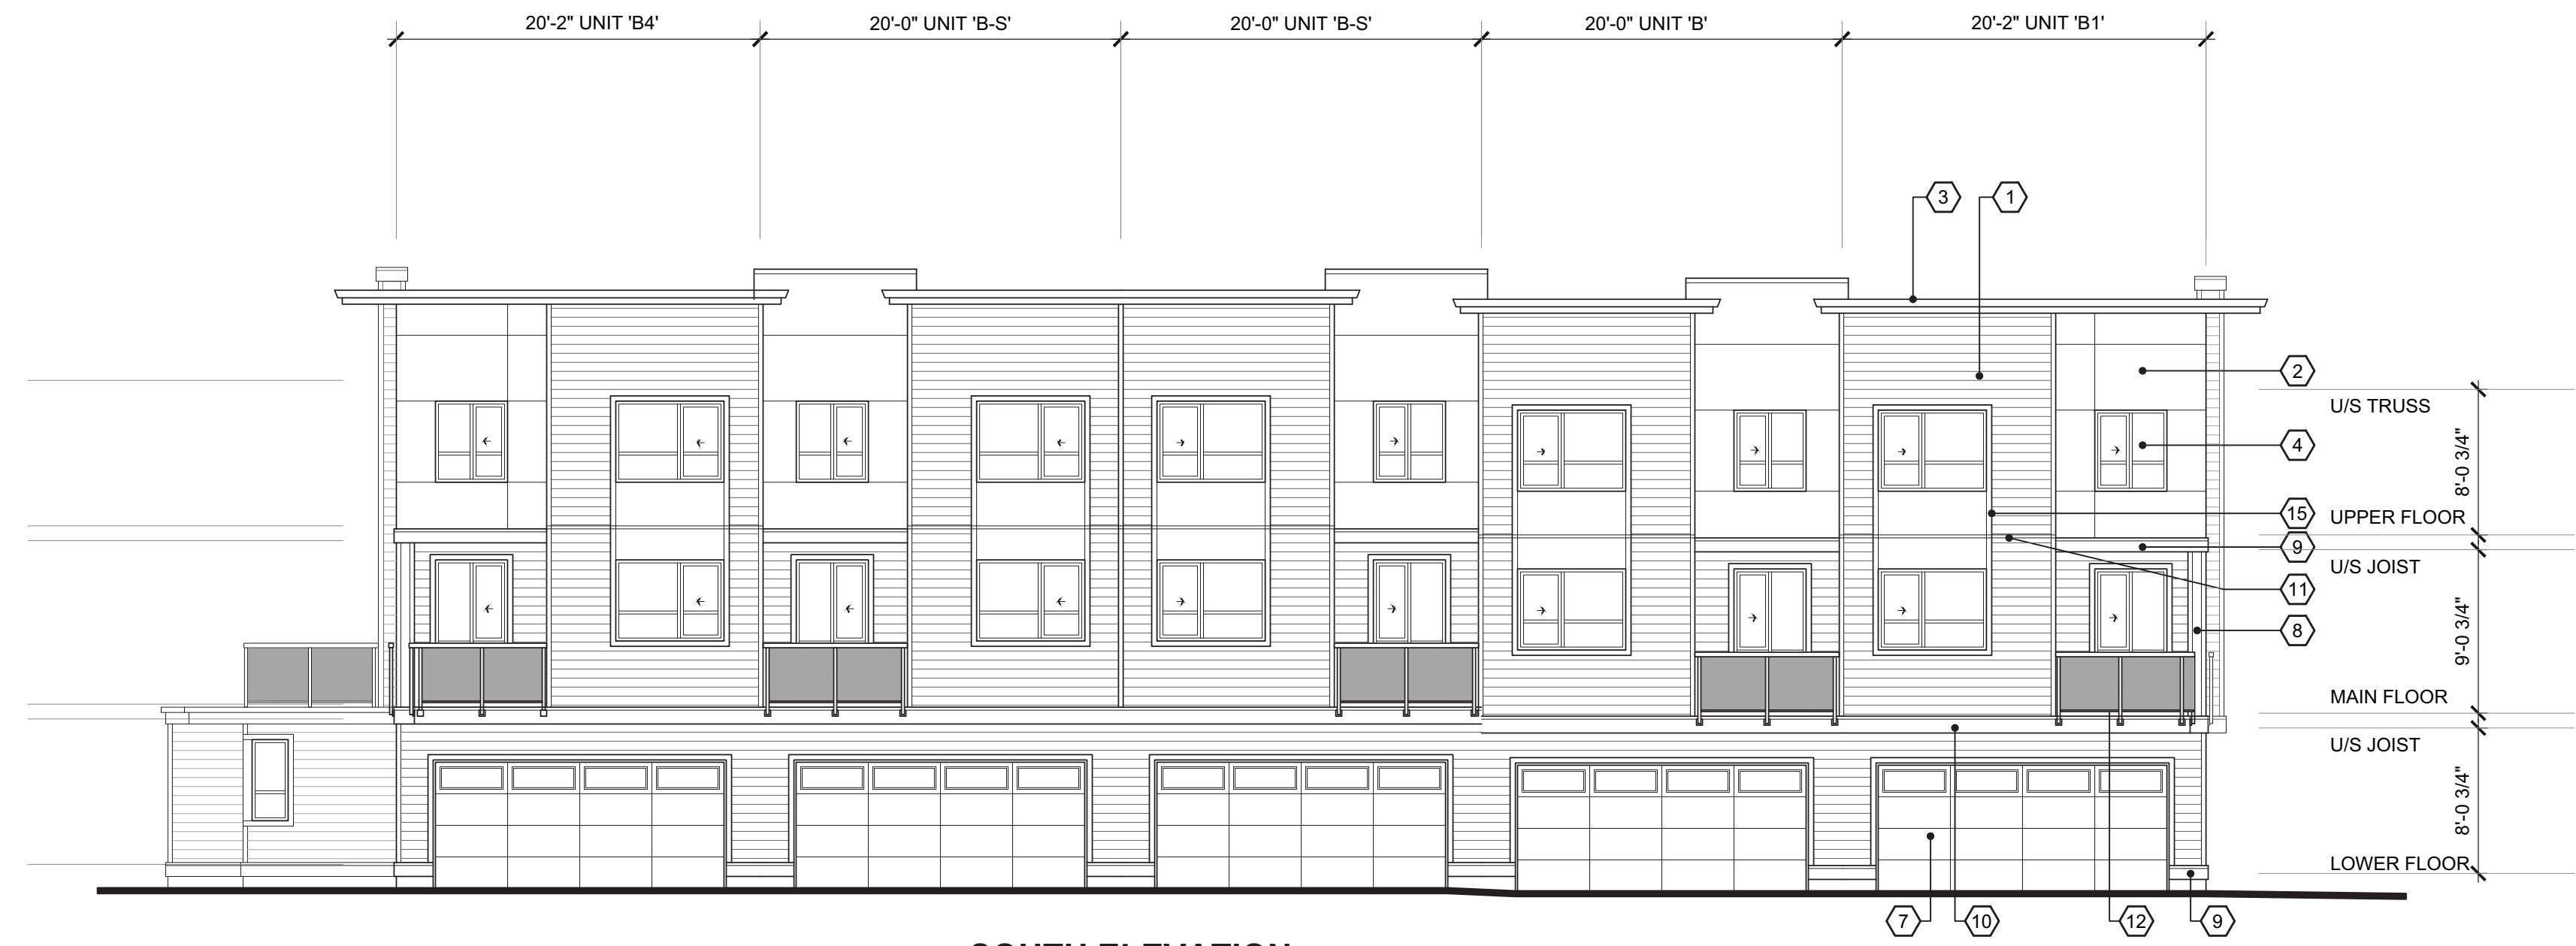 20'-2" UNIT 'B4'
20'-0" UNIT 'B-S'
20'-0" UNIT 'B-S'
20'-0" UNIT 'B'
20'-2" UNIT 'B1'
3
1
2
U/S TRUSS
4
8'-0 3/4"
15
UPPER FLOOR
9
U/S JOIST
11
9'-0 3/4"
8
MAIN FLOOR
U/S JOIST
8'-0 3/4"
LOWER FLOOR
7
10
12
9
SOUTH ELEVATION